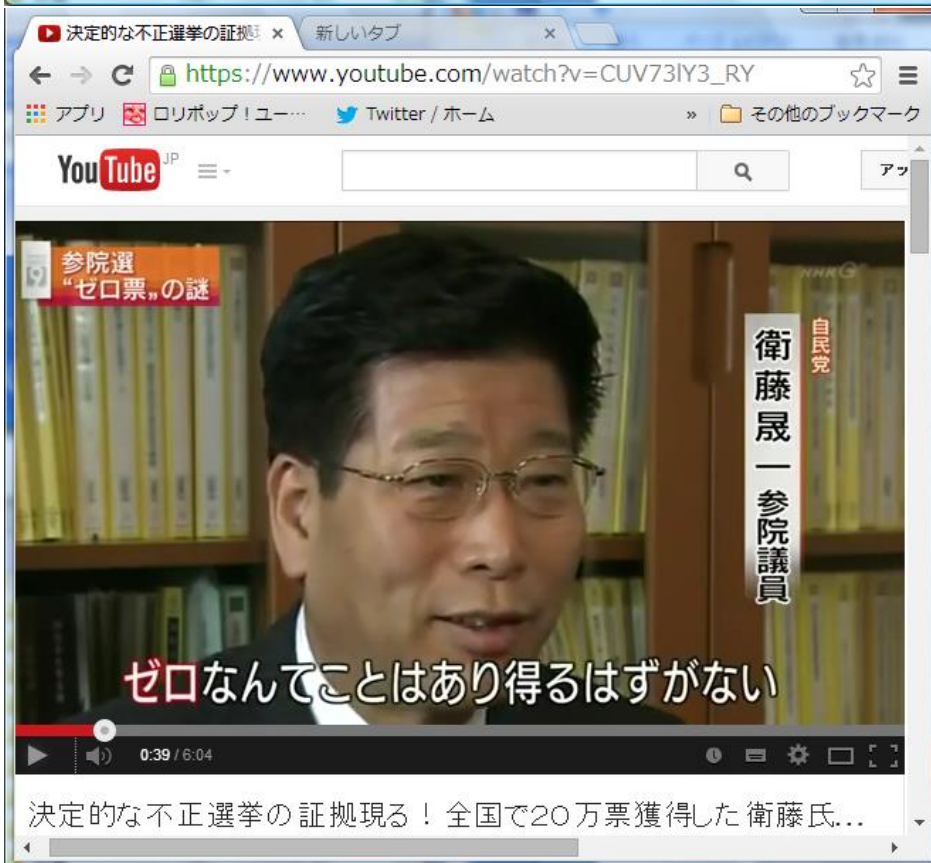 決定的な不正選挙の証拠
新しいタブ
https://www.youtube.com/watch?v=CUV73lY3_RY
アプリ ロリポップ！ユー… Twitter / ホーム » その他のブックマーク
YouTube JP
アッ
参院選
“ゼロ票„の謎
NHK G
自民党
衛藤晟一 参院議員
ゼロなんてことはあり得るはずがない
0:39 / 6:04
決定的な不正選挙の証拠現る！全国で20万票獲得した衛藤氏...